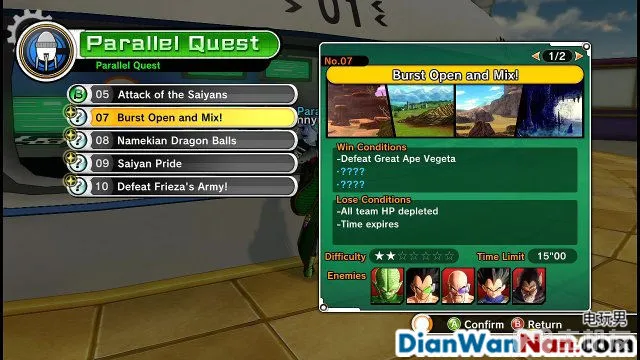 Parallel Quest
Parallel Quest
B 05 Attack of the Saiyans
? 07 Burst Open and Mix!
? 08 Namekian Dragon Balls
? 09 Saiyan Pride
? 10 Defeat Frieza's Army!
No.07
1/2
Burst Open and Mix!
Win Conditions
-Defeat Great Ape Vegeta
-????
-????
Lose Conditions
-All team HP depleted
-Time expires
Difficulty ★★☆☆☆☆☆
Time Limit 15"00
Enemies
A Confirm B Return
电玩男
DianWanNan.com